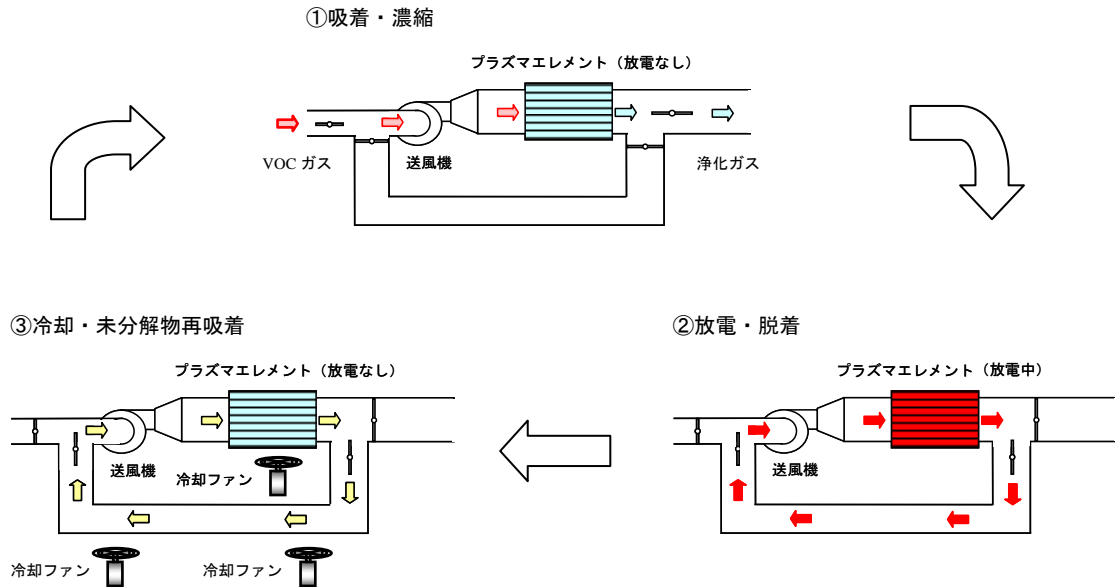 ①吸着・濃縮
プラズマエレメント（放電なし）
VOC ガス
送風機
浄化ガス
③冷却・未分解物再吸着
プラズマエレメント（放電なし）
送風機
冷却ファン
冷却ファン
冷却ファン
②放電・脱着
プラズマエレメント（放電中）
送風機